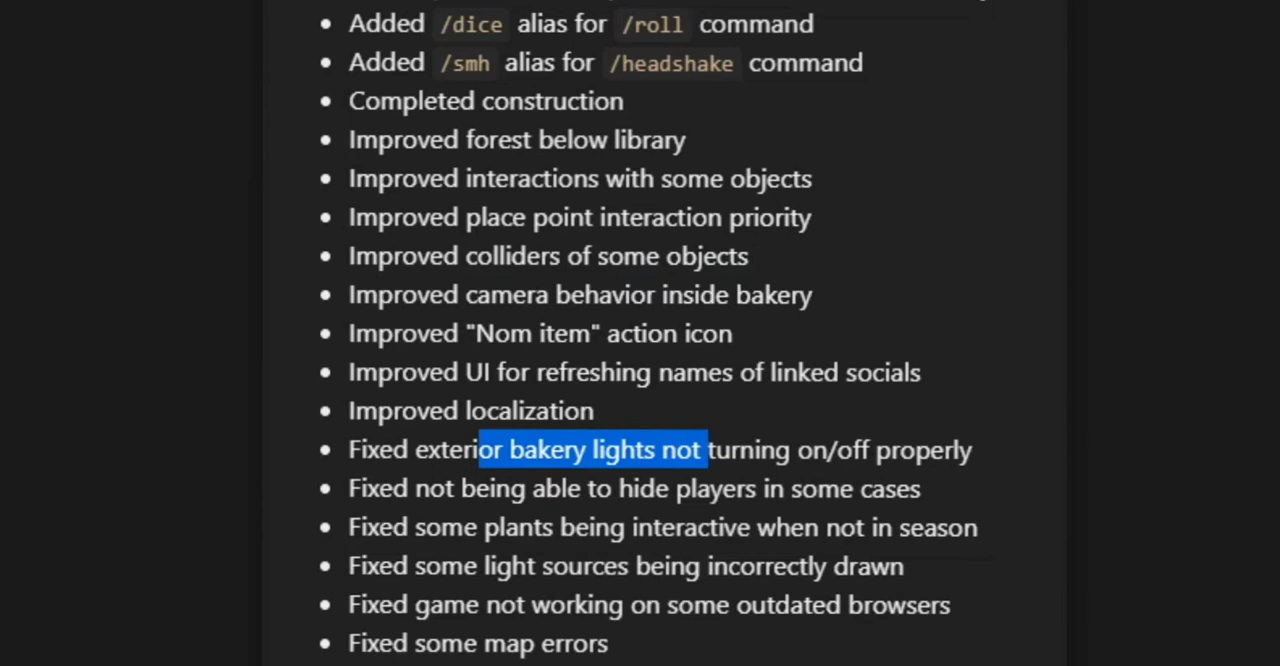 • Added /dice alias for /roll command
• Added /smh alias for /headshake command
• Completed construction
• Improved forest below library
• Improved interactions with some objects
• Improved place point interaction priority
• Improved colliders of some objects
• Improved camera behavior inside bakery
• Improved "Nom item" action icon
• Improved UI for refreshing names of linked socials
• Improved localization
• Fixed exterior bakery lights not turning on/off properly
• Fixed not being able to hide players in some cases
• Fixed some plants being interactive when not in season
• Fixed some light sources being incorrectly drawn
• Fixed game not working on some outdated browsers
• Fixed some map errors